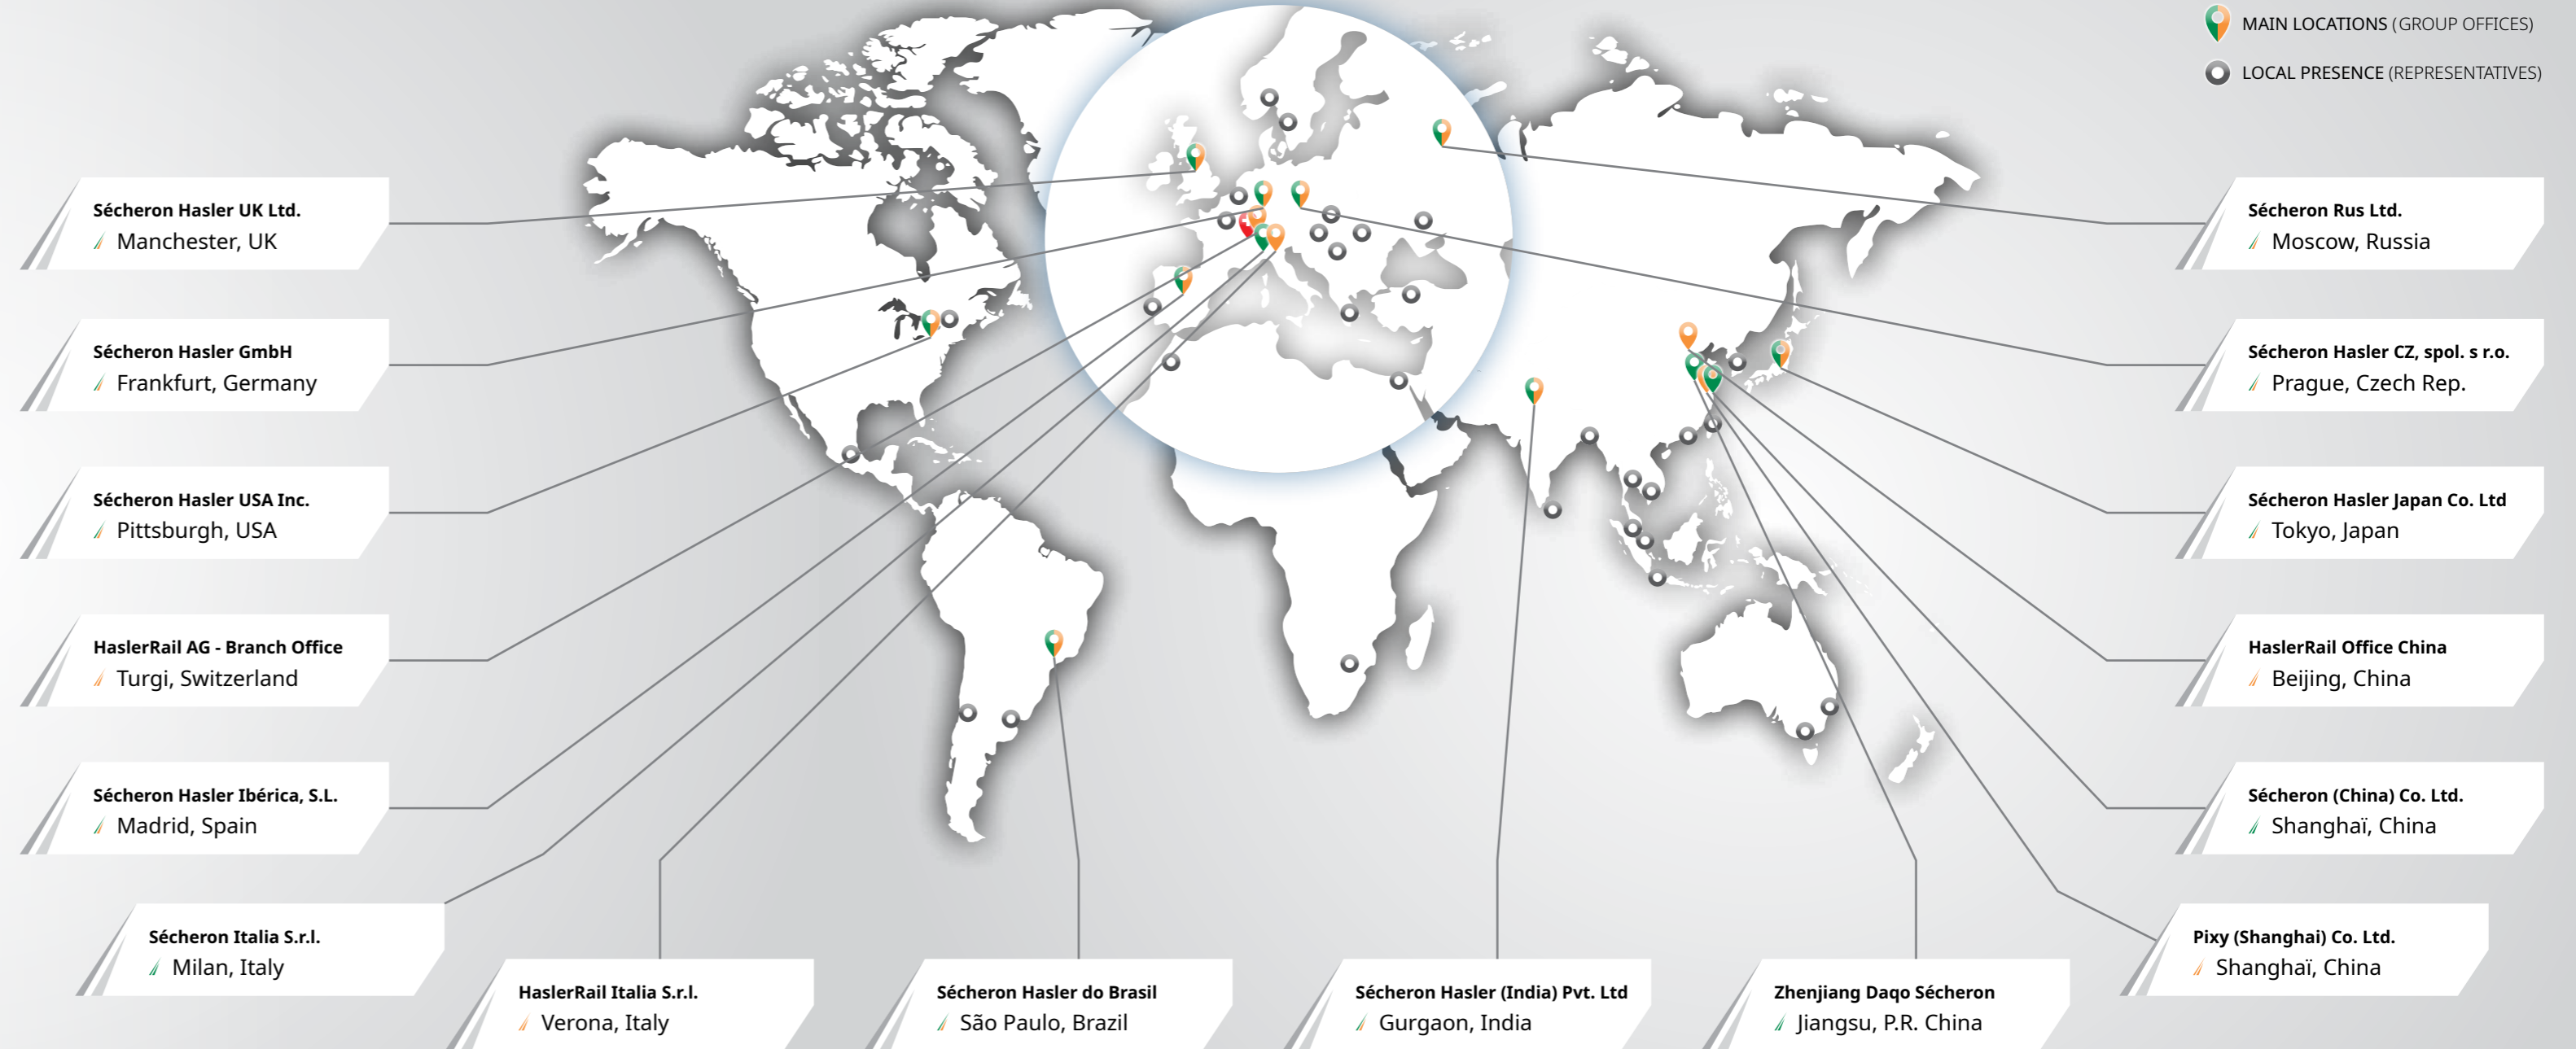 MAIN LOCATIONS (GROUP OFFICES)
LOCAL PRESENCE (REPRESENTATIVES)
Sécheron Hasler UK Ltd.
Manchester, UK
Sécheron Hasler GmbH
Frankfurt, Germany
Sécheron Hasler USA Inc.
Pittsburgh, USA
HaslerRail AG - Branch Office
Turgi, Switzerland
Sécheron Hasler Ibérica, S.L.
Madrid, Spain
Sécheron Italia S.r.l.
Milan, Italy
HaslerRail Italia S.r.l.
Verona, Italy
Sécheron Hasler do Brasil
São Paulo, Brazil
Sécheron Hasler (India) Pvt. Ltd
Gurgaon, India
Zhenjiang Daqo Sécheron
Jiangsu, P.R. China
Pixy (Shanghai) Co. Ltd.
Shanghaï, China
Sécheron (China) Co. Ltd.
Shanghaï, China
HaslerRail Office China
Beijing, China
Sécheron Hasler Japan Co. Ltd
Tokyo, Japan
Sécheron Hasler CZ, spol. s r.o.
Prague, Czech Rep.
Sécheron Rus Ltd.
Moscow, Russia